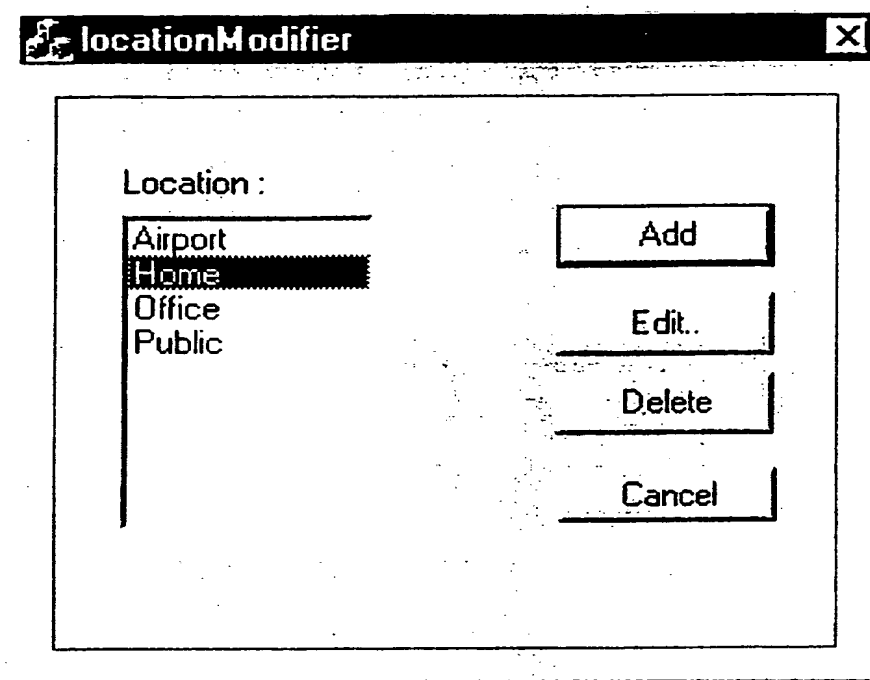 locationModifier
Location :
Airport
Home
Office
Public
Add
Edit..
Delete
Cancel